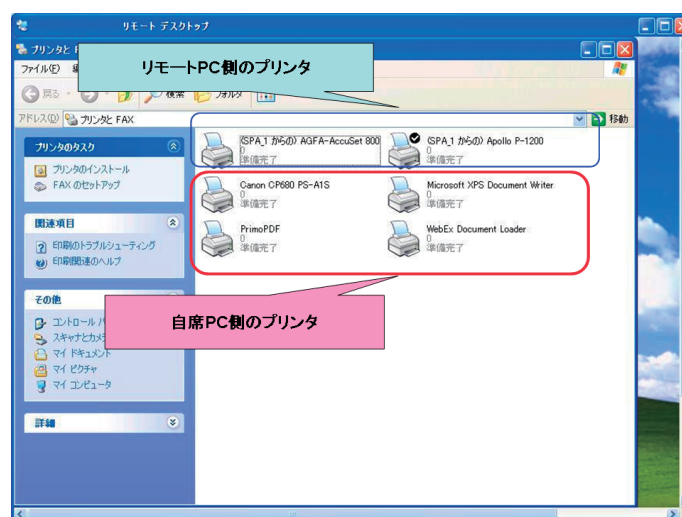 リモート デスクトップ
プリンタと F
リモートPC側のプリンタ
ファイル(F)
戻る
検索
フォルダ
アドレス(D)
プリンタと FAX
移動
プリンタのタスク
プリンタのインストール
FAX のセットアップ
関連項目
印刷のトラブルシューティング
印刷関連のヘルプ
その他
コントロール パ
スキャナとカメラ
マイ ドキュメント
マイ ピクチャ
マイ コンピュータ
詳細
(SPA_1 からの) AGFA-AccuSet 800
0
準備完了
(SPA_1 からの) Apollo P-1200
0
準備完了
Canon CP680 PS-A1S
0
準備完了
Microsoft XPS Document Writer
0
準備完了
PrimoPDF
0
準備完了
WebEx Document Loader
0
準備完了
自席PC側のプリンタ